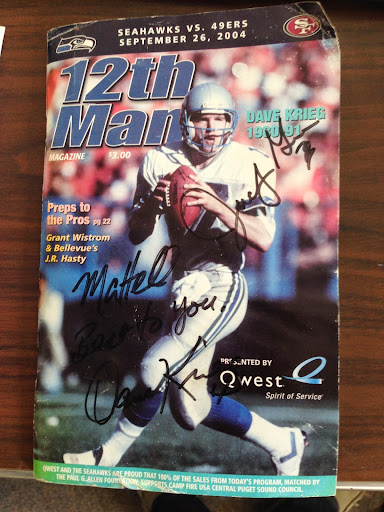 SEAHAWKS VS. 49ERS
SEPTEMBER 26, 2004
SF
12th
Man
MAGAZINE $3.00
DAVE KRIEG
1980-91
Preps to
the Pros pg 22
Grant Wistrom
& Bellevue's
J.R. Hasty
Best to you,
Dave Krieg
PRESENTED BY
Qwest
Spirit of Service
QWEST AND THE SEAHAWKS ARE PROUD THAT 100% OF THE SALES FROM TODAY'S PROGRAM, MATCHED BY
THE PAUL G. ALLEN FOUNDATION, SUPPORTS CAMP FIRE USA CENTRAL PUGET SOUND COUNCIL.